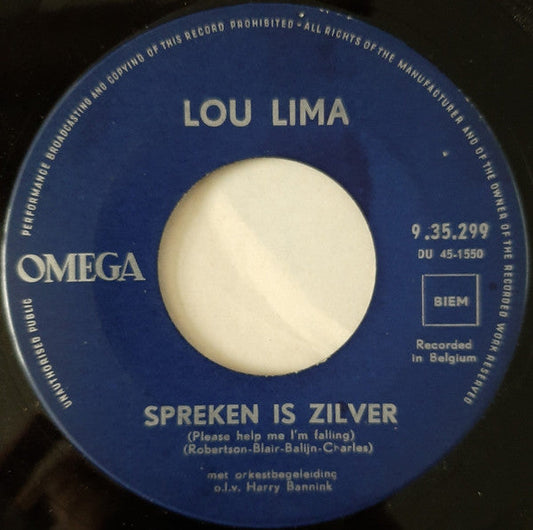 UNAUTHORISED PUBLIC PERFORMANCE BROADCASTING AND COPYING OF THIS RECORD PROHIBITED - ALL RIGHTS OF THE MANUFACTURER AND OF THE OWNER OF THE RECORDED WORK RESERVED
LOU LIMA
9.35.299
DU 45-1550
OMEGA
BIEM
Recorded
in Belgium
SPREKEN IS ZILVER
(Please help me I'm falling)
(Robertson-Blair-Balijn-Charles)
met orkestbegeleiding
o.l.v. Harry Bannink